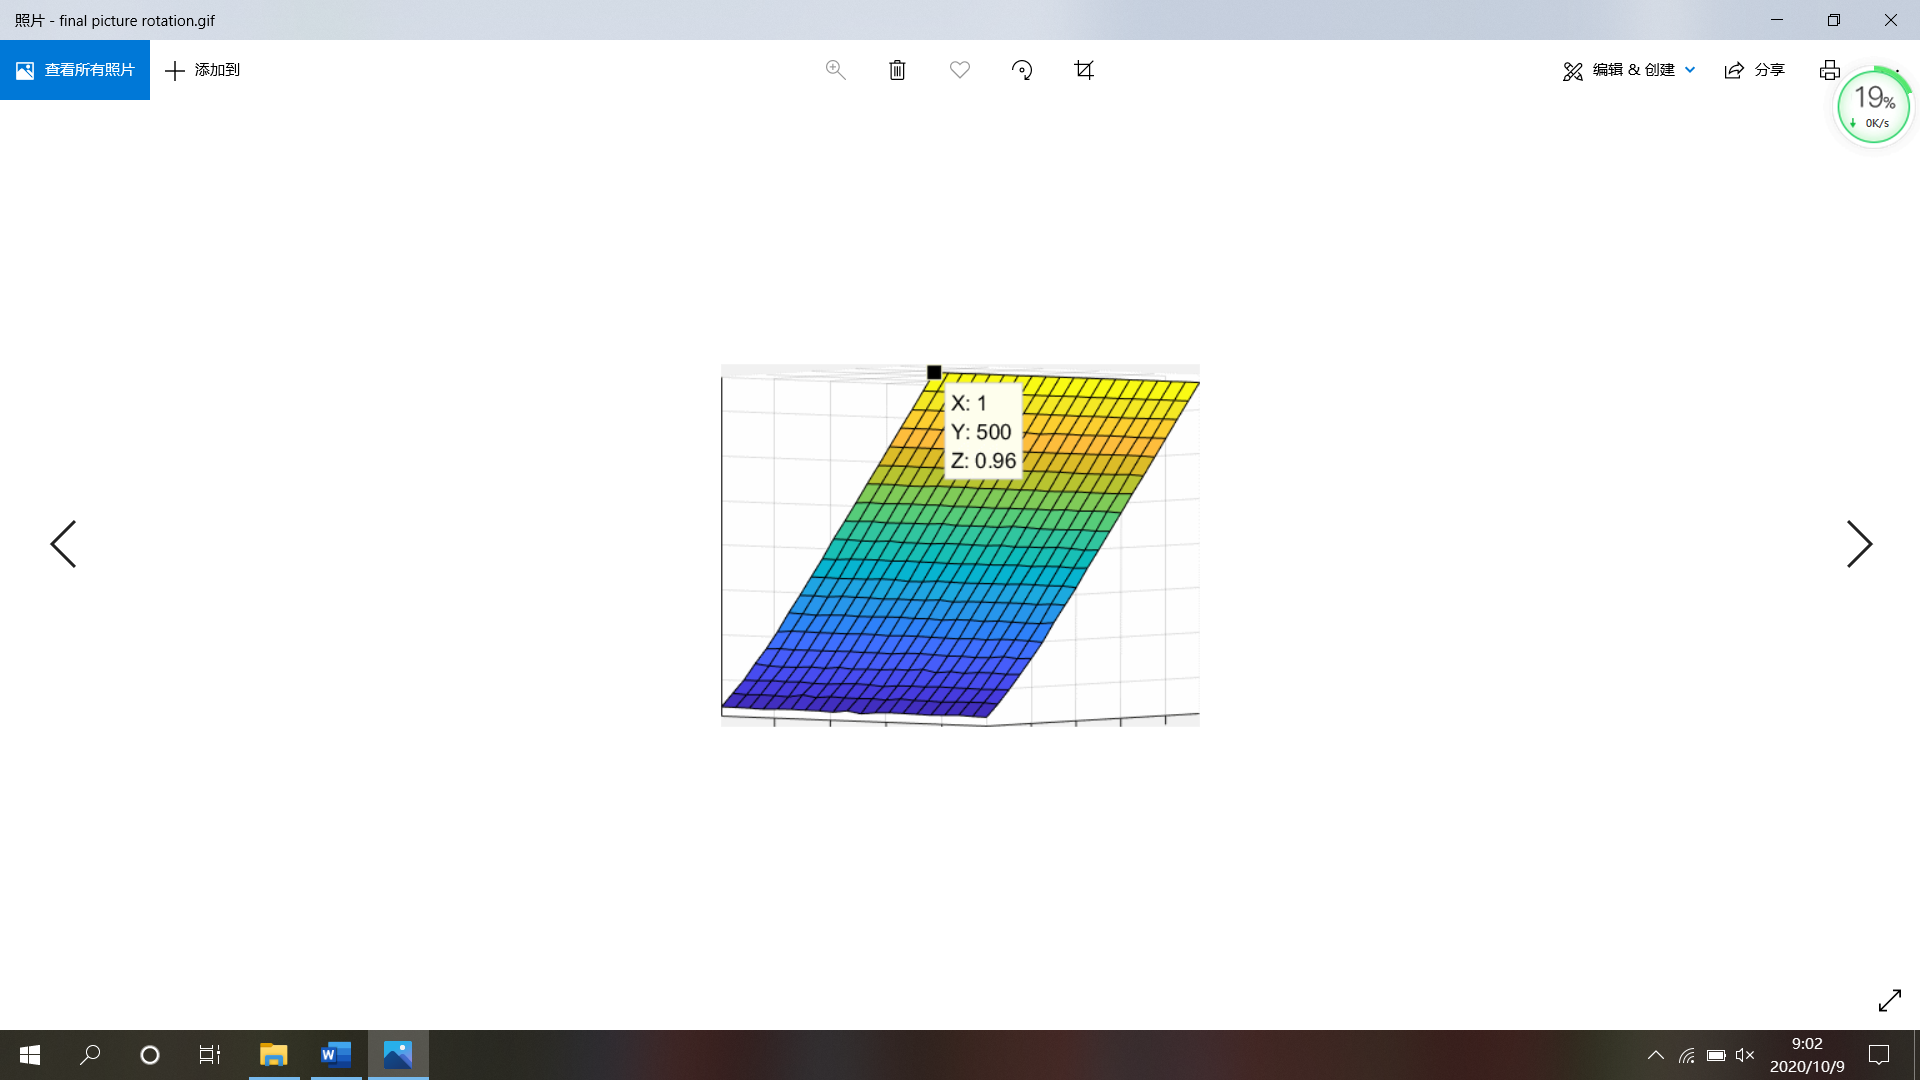 照片 - final picture rotation.gif
查看所有照片
添加到
编辑 & 创建
分享
19%
0K/s
X: 1
Y: 500
Z: 0.96
9:02
2020/10/9